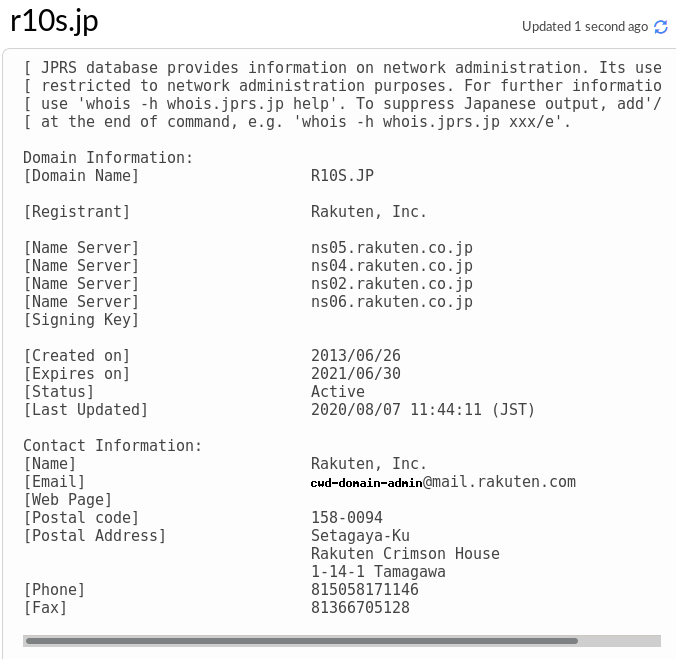 r10s.jp
Updated 1 second ago
[ JPRS database provides information on network administration. Its use
[ restricted to network administration purposes. For further informatio
[ use 'whois -h whois.jprs.jp help'. To suppress Japanese output, add'/
[ at the end of command, e.g. 'whois -h whois.jprs.jp xxx/e'.
Domain Information:
[Domain Name] R10S.JP
[Registrant] Rakuten, Inc.
[Name Server] ns05.rakuten.co.jp
[Name Server] ns04.rakuten.co.jp
[Name Server] ns02.rakuten.co.jp
[Name Server] ns06.rakuten.co.jp
[Signing Key]
[Created on] 2013/06/26
[Expires on] 2021/06/30
[Status] Active
[Last Updated] 2020/08/07 11:44:11 (JST)
Contact Information:
[Name] Rakuten, Inc.
[Email] cwd-domain-admin@mail.rakuten.com
[Web Page]
[Postal code] 158-0094
[Postal Address] Setagaya-Ku
Rakuten Crimson House
1-14-1 Tamagawa
[Phone] 815058171146
[Fax] 81366705128